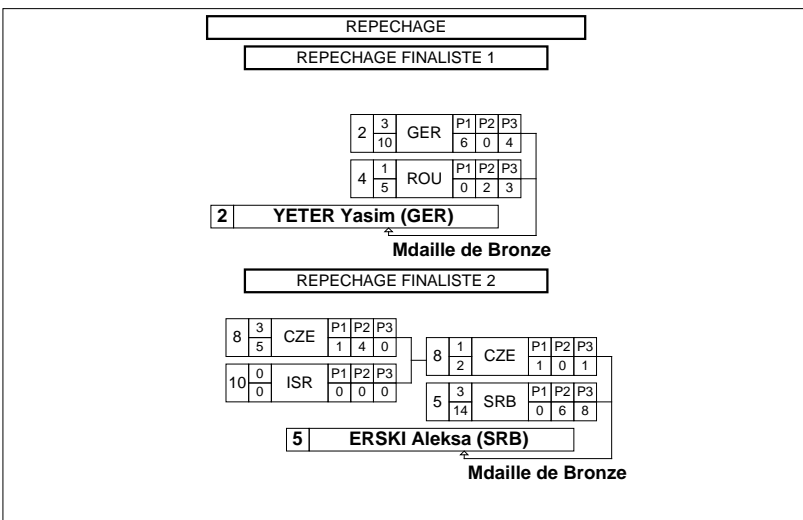 REPECHAGE
REPECHAGE FINALISTE 1
2 3 GER P1 P2 P3
10 6 0 4
4 1 ROU P1 P2 P3
5 0 2 3
2 YETER Yasim (GER)
Mdaille de Bronze
REPECHAGE FINALISTE 2
8 3 CZE P1 P2 P3
5 1 4 0
10 0 ISR P1 P2 P3
0 0 0 0
8 1 CZE P1 P2 P3
2 1 0 1
5 3 SRB P1 P2 P3
14 0 6 8
5 ERSKI Aleksa (SRB)
Mdaille de Bronze